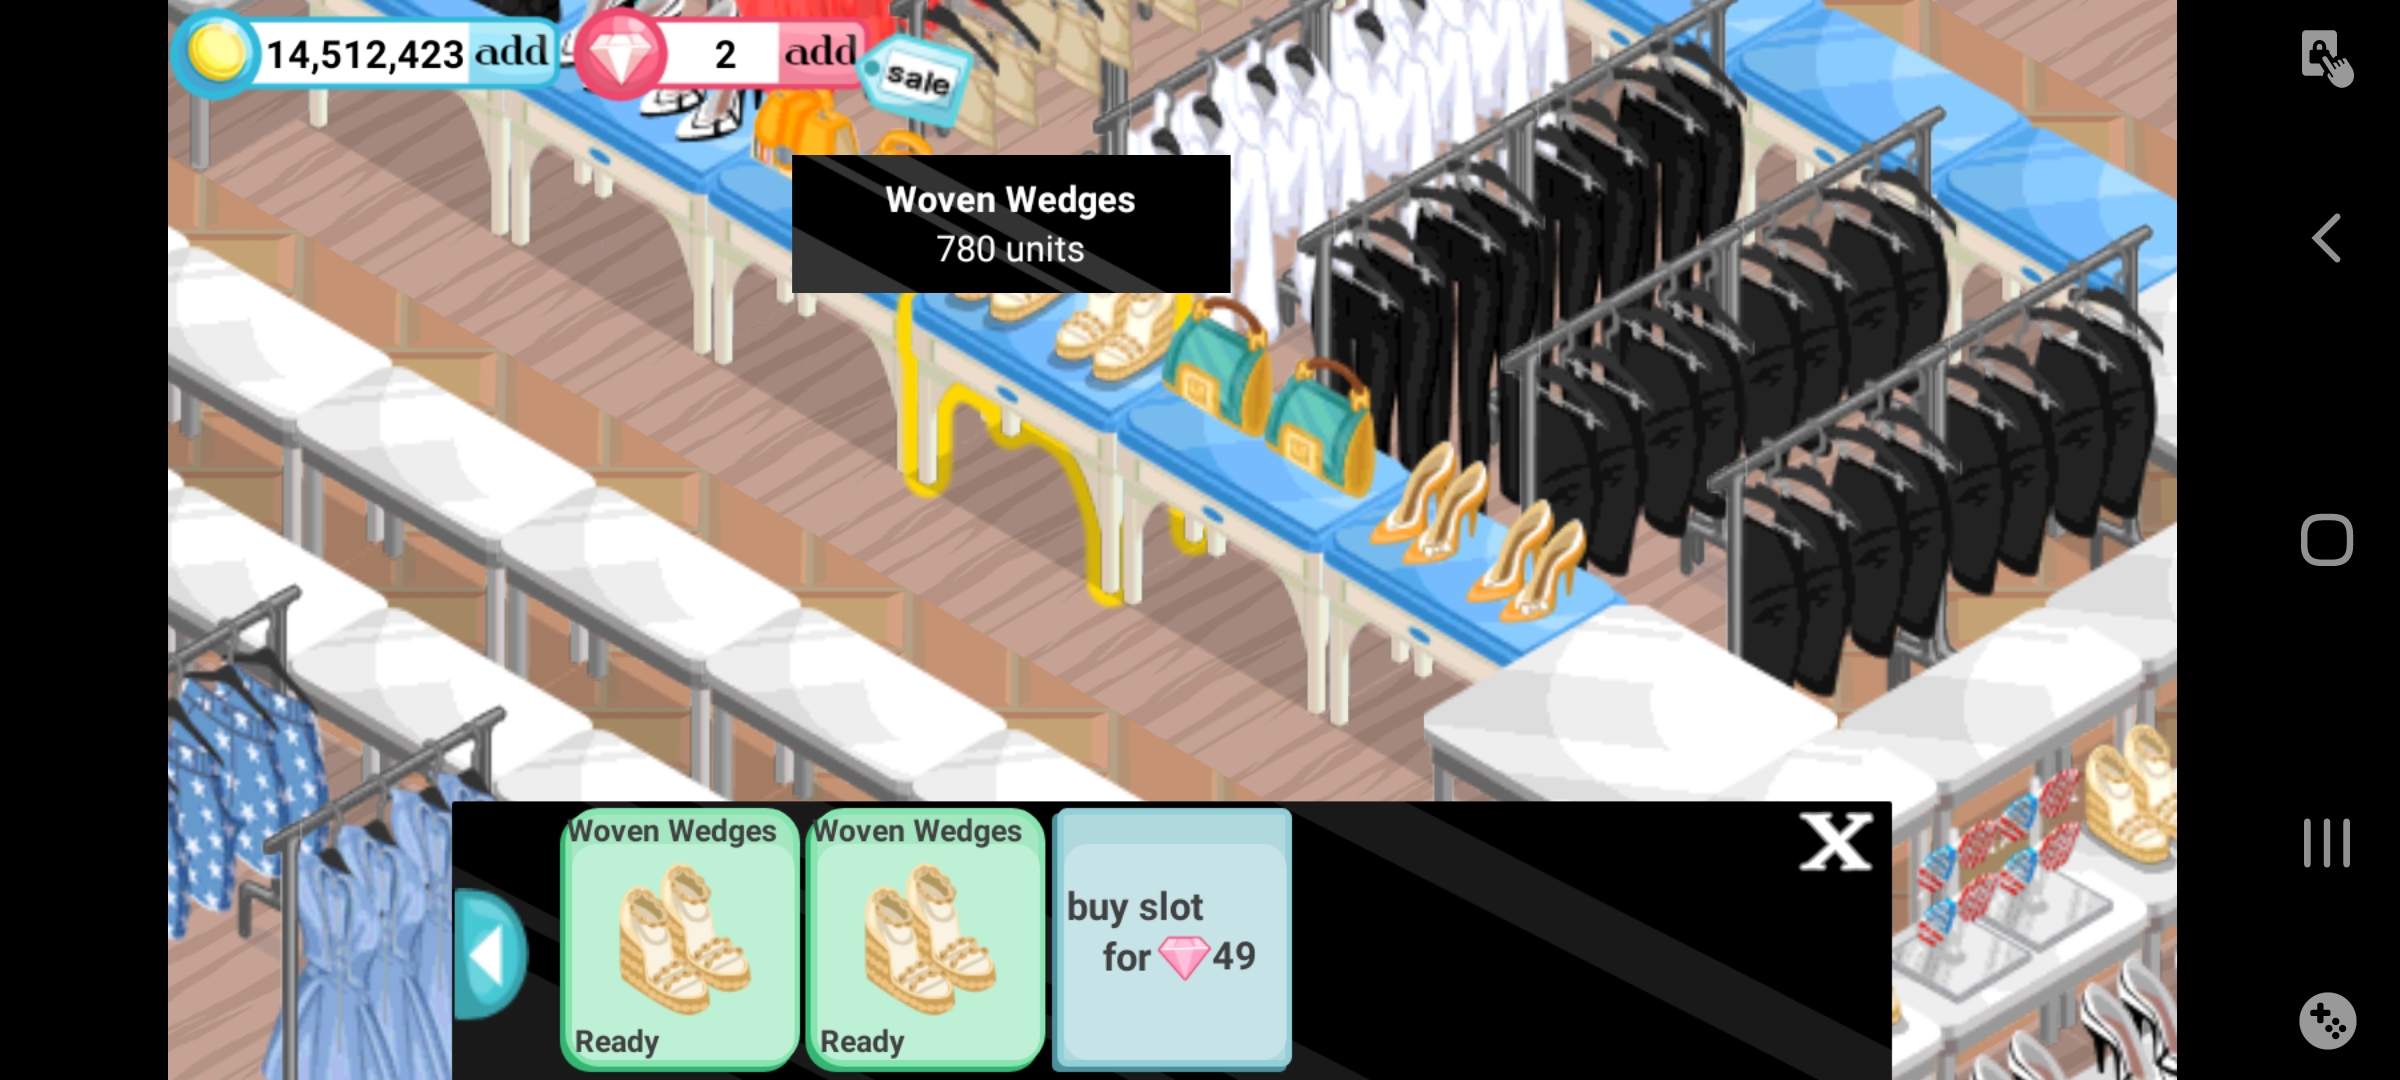 14,512,423 add
2 add
sale
Woven Wedges
780 units
Woven Wedges
Ready
Woven Wedges
Ready
buy slot
for 49
X